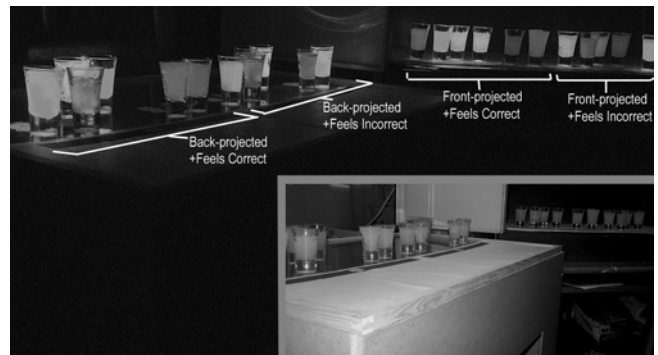 Back-projected
+Feels Correct
Back-projected
+Feels Incorrect
Front-projected
+Feels Correct
Front-projected
+Feels Incorrect